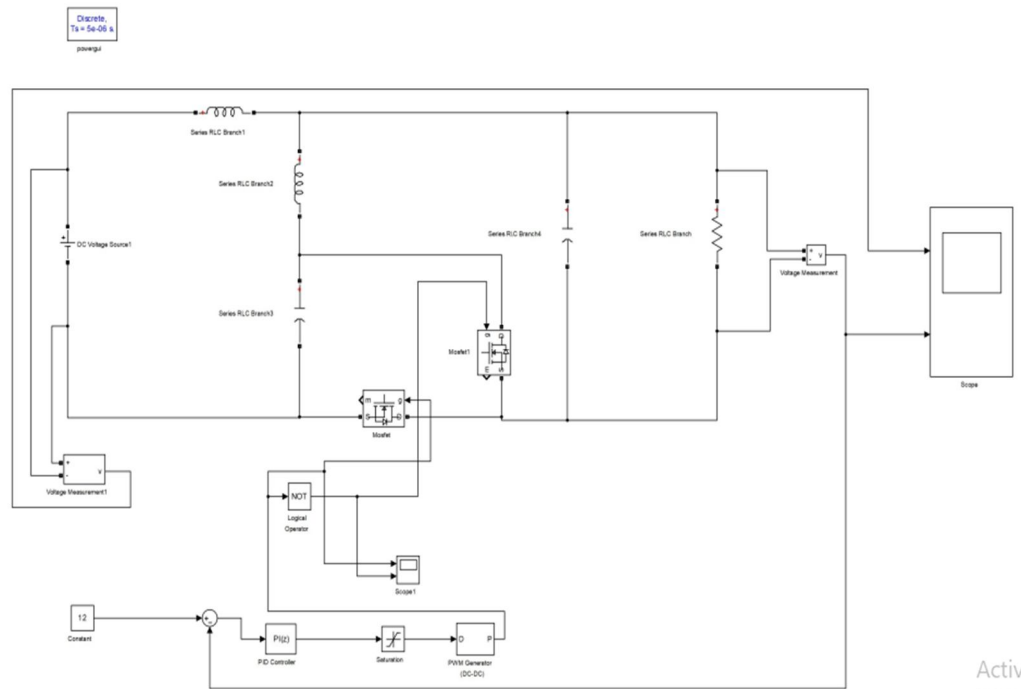 Discrete,
Ts = 5e-06 s.
powergui
Series RLC Branch1
Series RLC Branch2
DC Voltage Source1
Series RLC Branch4
Series RLC Branch
+
-
v
Voltage Measurement
Series RLC Branch3
Mosfet1
g
D
m
S
Scope
m
g
S
D
Mosfet
+
-
v
Voltage Measurement1
NOT
Logical
Operator
Scope1
12
Constant
PI(z)
PID Controller
Saturation
D
P
PWM Generator
(DC-DC)
Activ